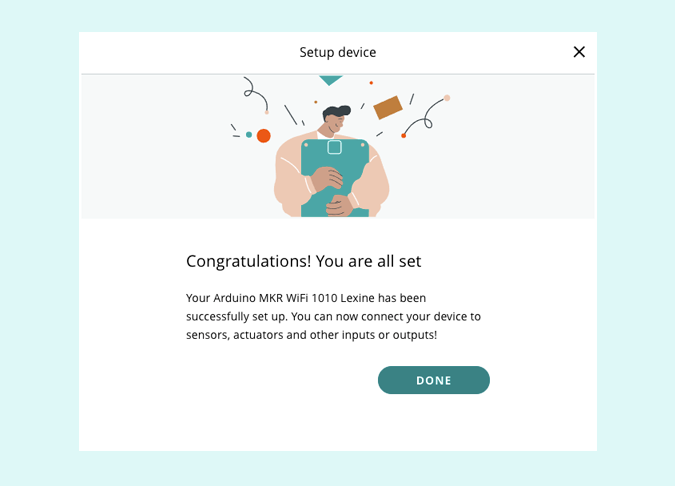 Setup device
Congratulations! You are all set
Your Arduino MKR WiFi 1010 Lexine has been
successfully set up. You can now connect your device to
sensors, actuators and other inputs or outputs!
DONE